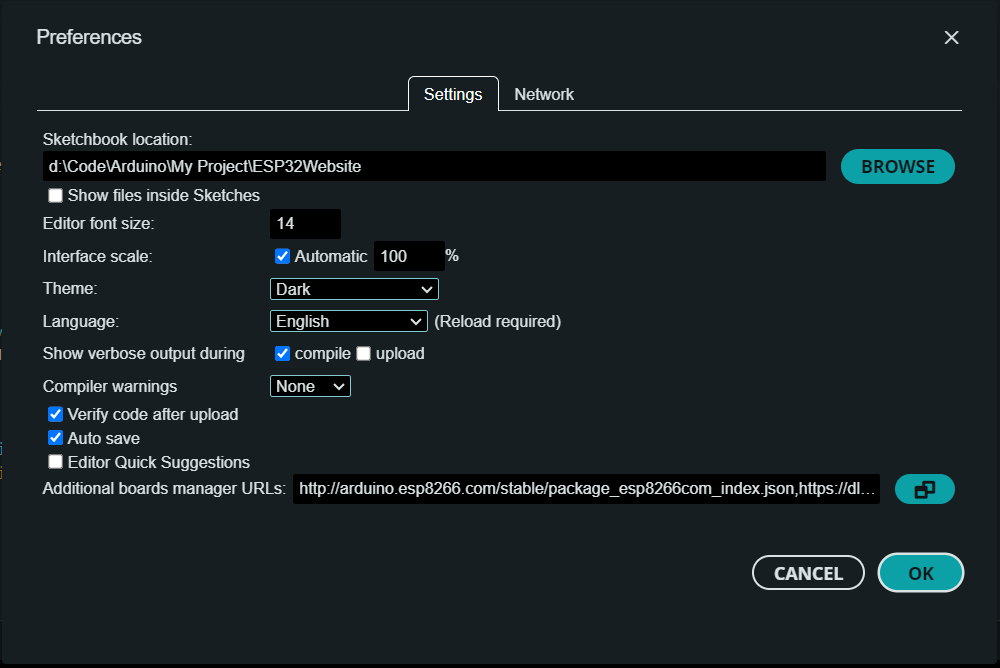 Preferences
Settings Network
Sketchbook location:
d:\Code\Arduino\My Project\ESP32Website BROWSE
Show files inside Sketches
Editor font size: 14
Interface scale: Automatic 100 %
Theme: Dark
Language: English (Reload required)
Show verbose output during compile upload
Compiler warnings None
Verify code after upload
Auto save
Editor Quick Suggestions
Additional boards manager URLs: http://arduino.esp8266.com/stable/package_esp8266com_index.json,https://dl...
CANCEL OK